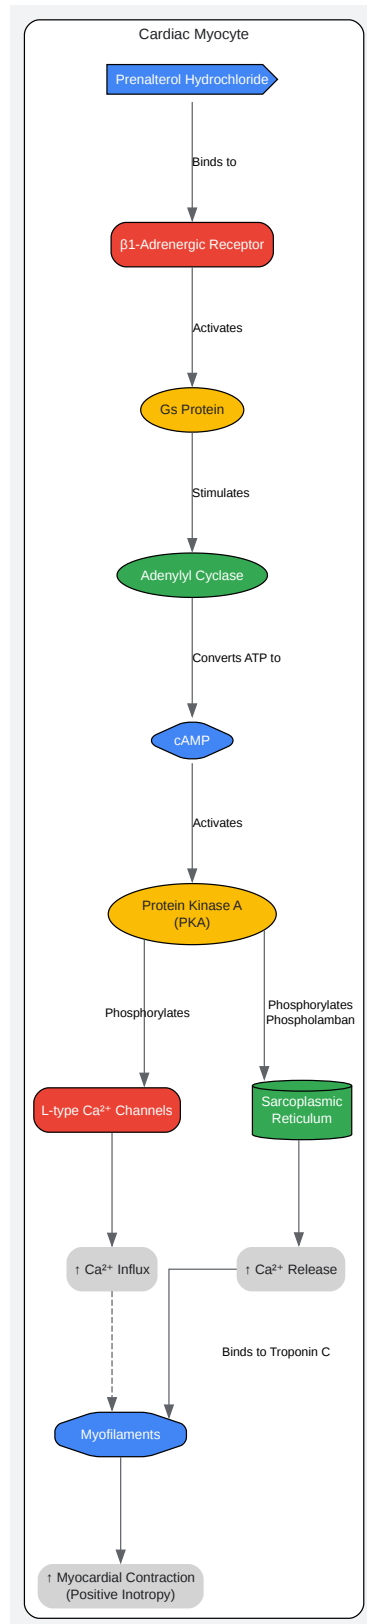 Cardiac Myocyte
Prenalterol Hydrochloride
Binds to
β1-Adrenergic Receptor
Activates
Gs Protein
Stimulates
Adenylyl Cyclase
Converts ATP to
cAMP
Activates
Protein Kinase A
(PKA)
Phosphorylates
Phosphorylates
Phospholamban
L-type Ca²⁺ Channels
Sarcoplasmic
Reticulum
↑ Ca²⁺ Influx
↑ Ca²⁺ Release
Binds to Troponin C
Myofilaments
↑ Myocardial Contraction
(Positive Inotropy)